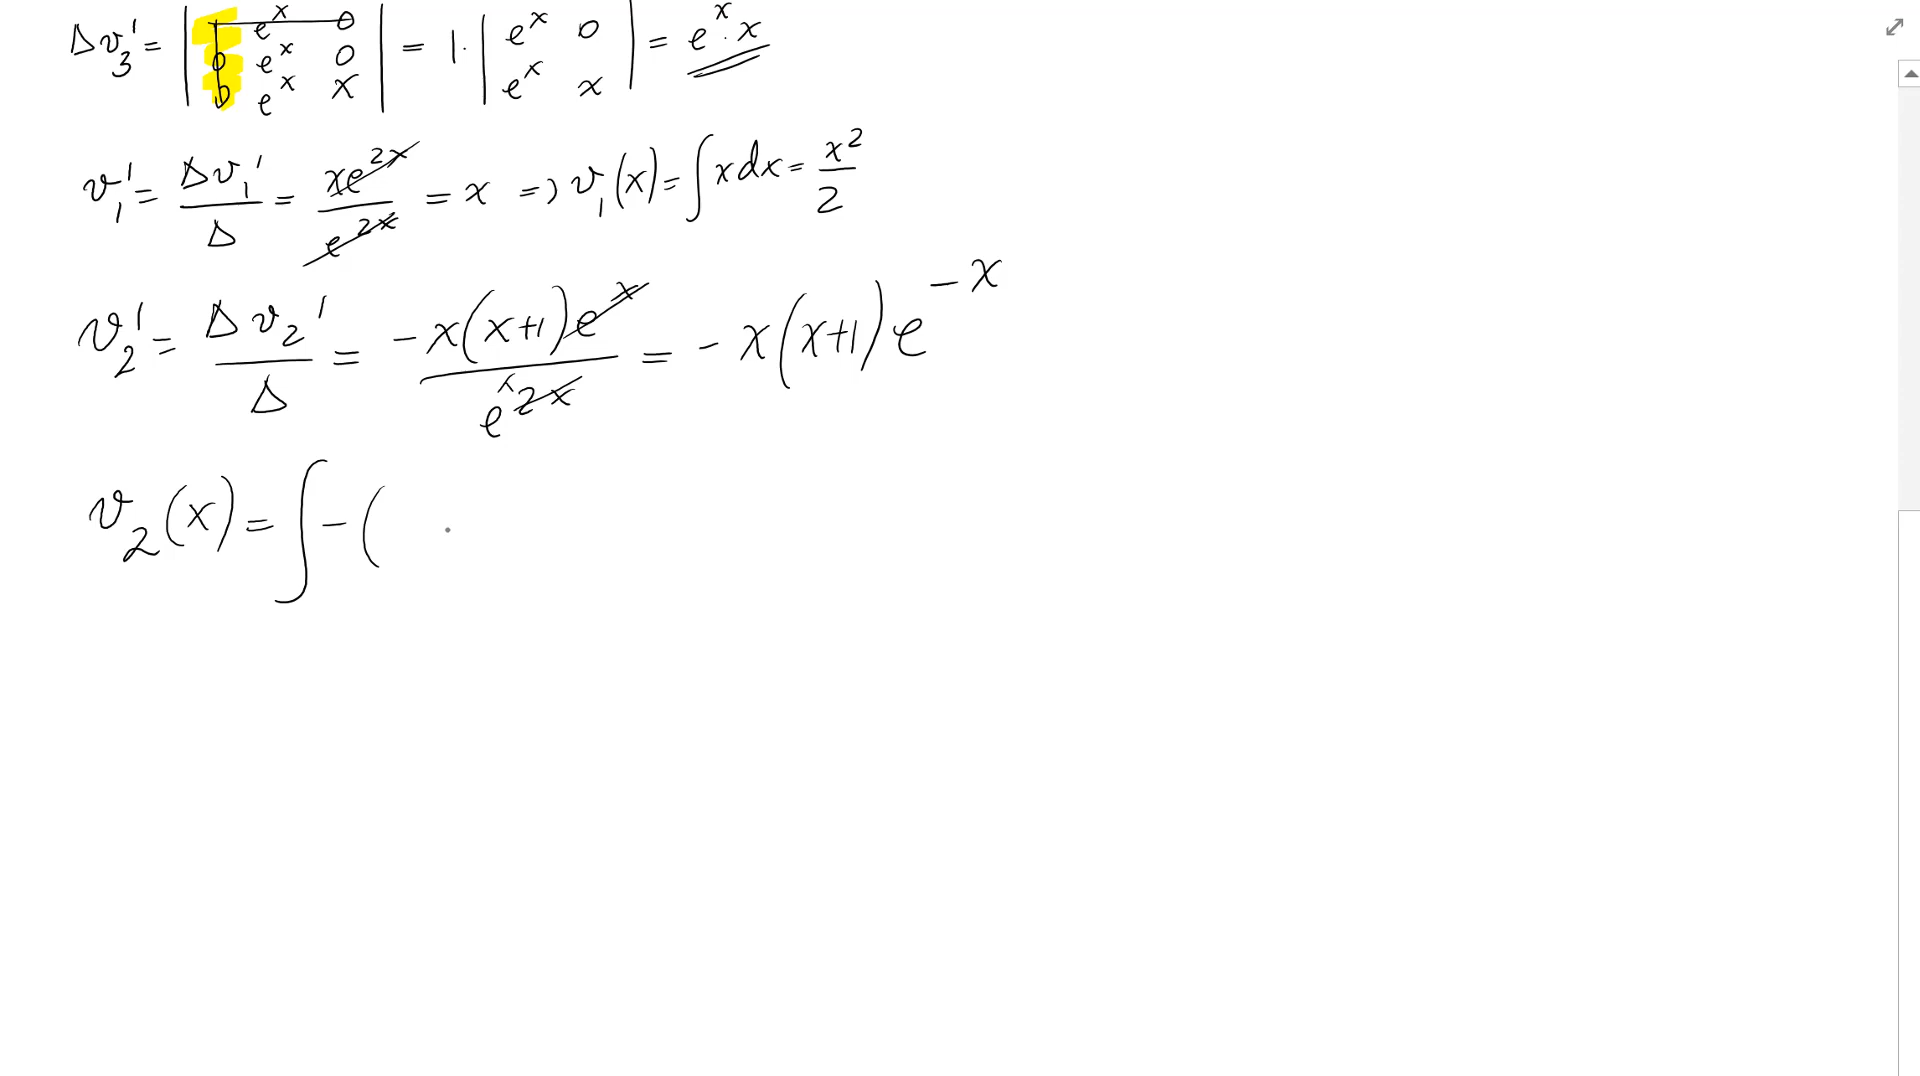 Δv₃' = | 1 eˣ 0 ; 0 eˣ 0 ; 0 eˣ x | = 1· | eˣ 0 ; eˣ x | = eˣ · x
v₁' = Δv₁' / Δ = xe²ˣ / e²ˣ = x => v₁(x) = ∫ x dx = x² / 2
v₂' = Δv₂' / Δ = -x(x+1)eˣ / e²ˣ = -x(x+1)e⁻ˣ
v₂(x) = ∫ -(